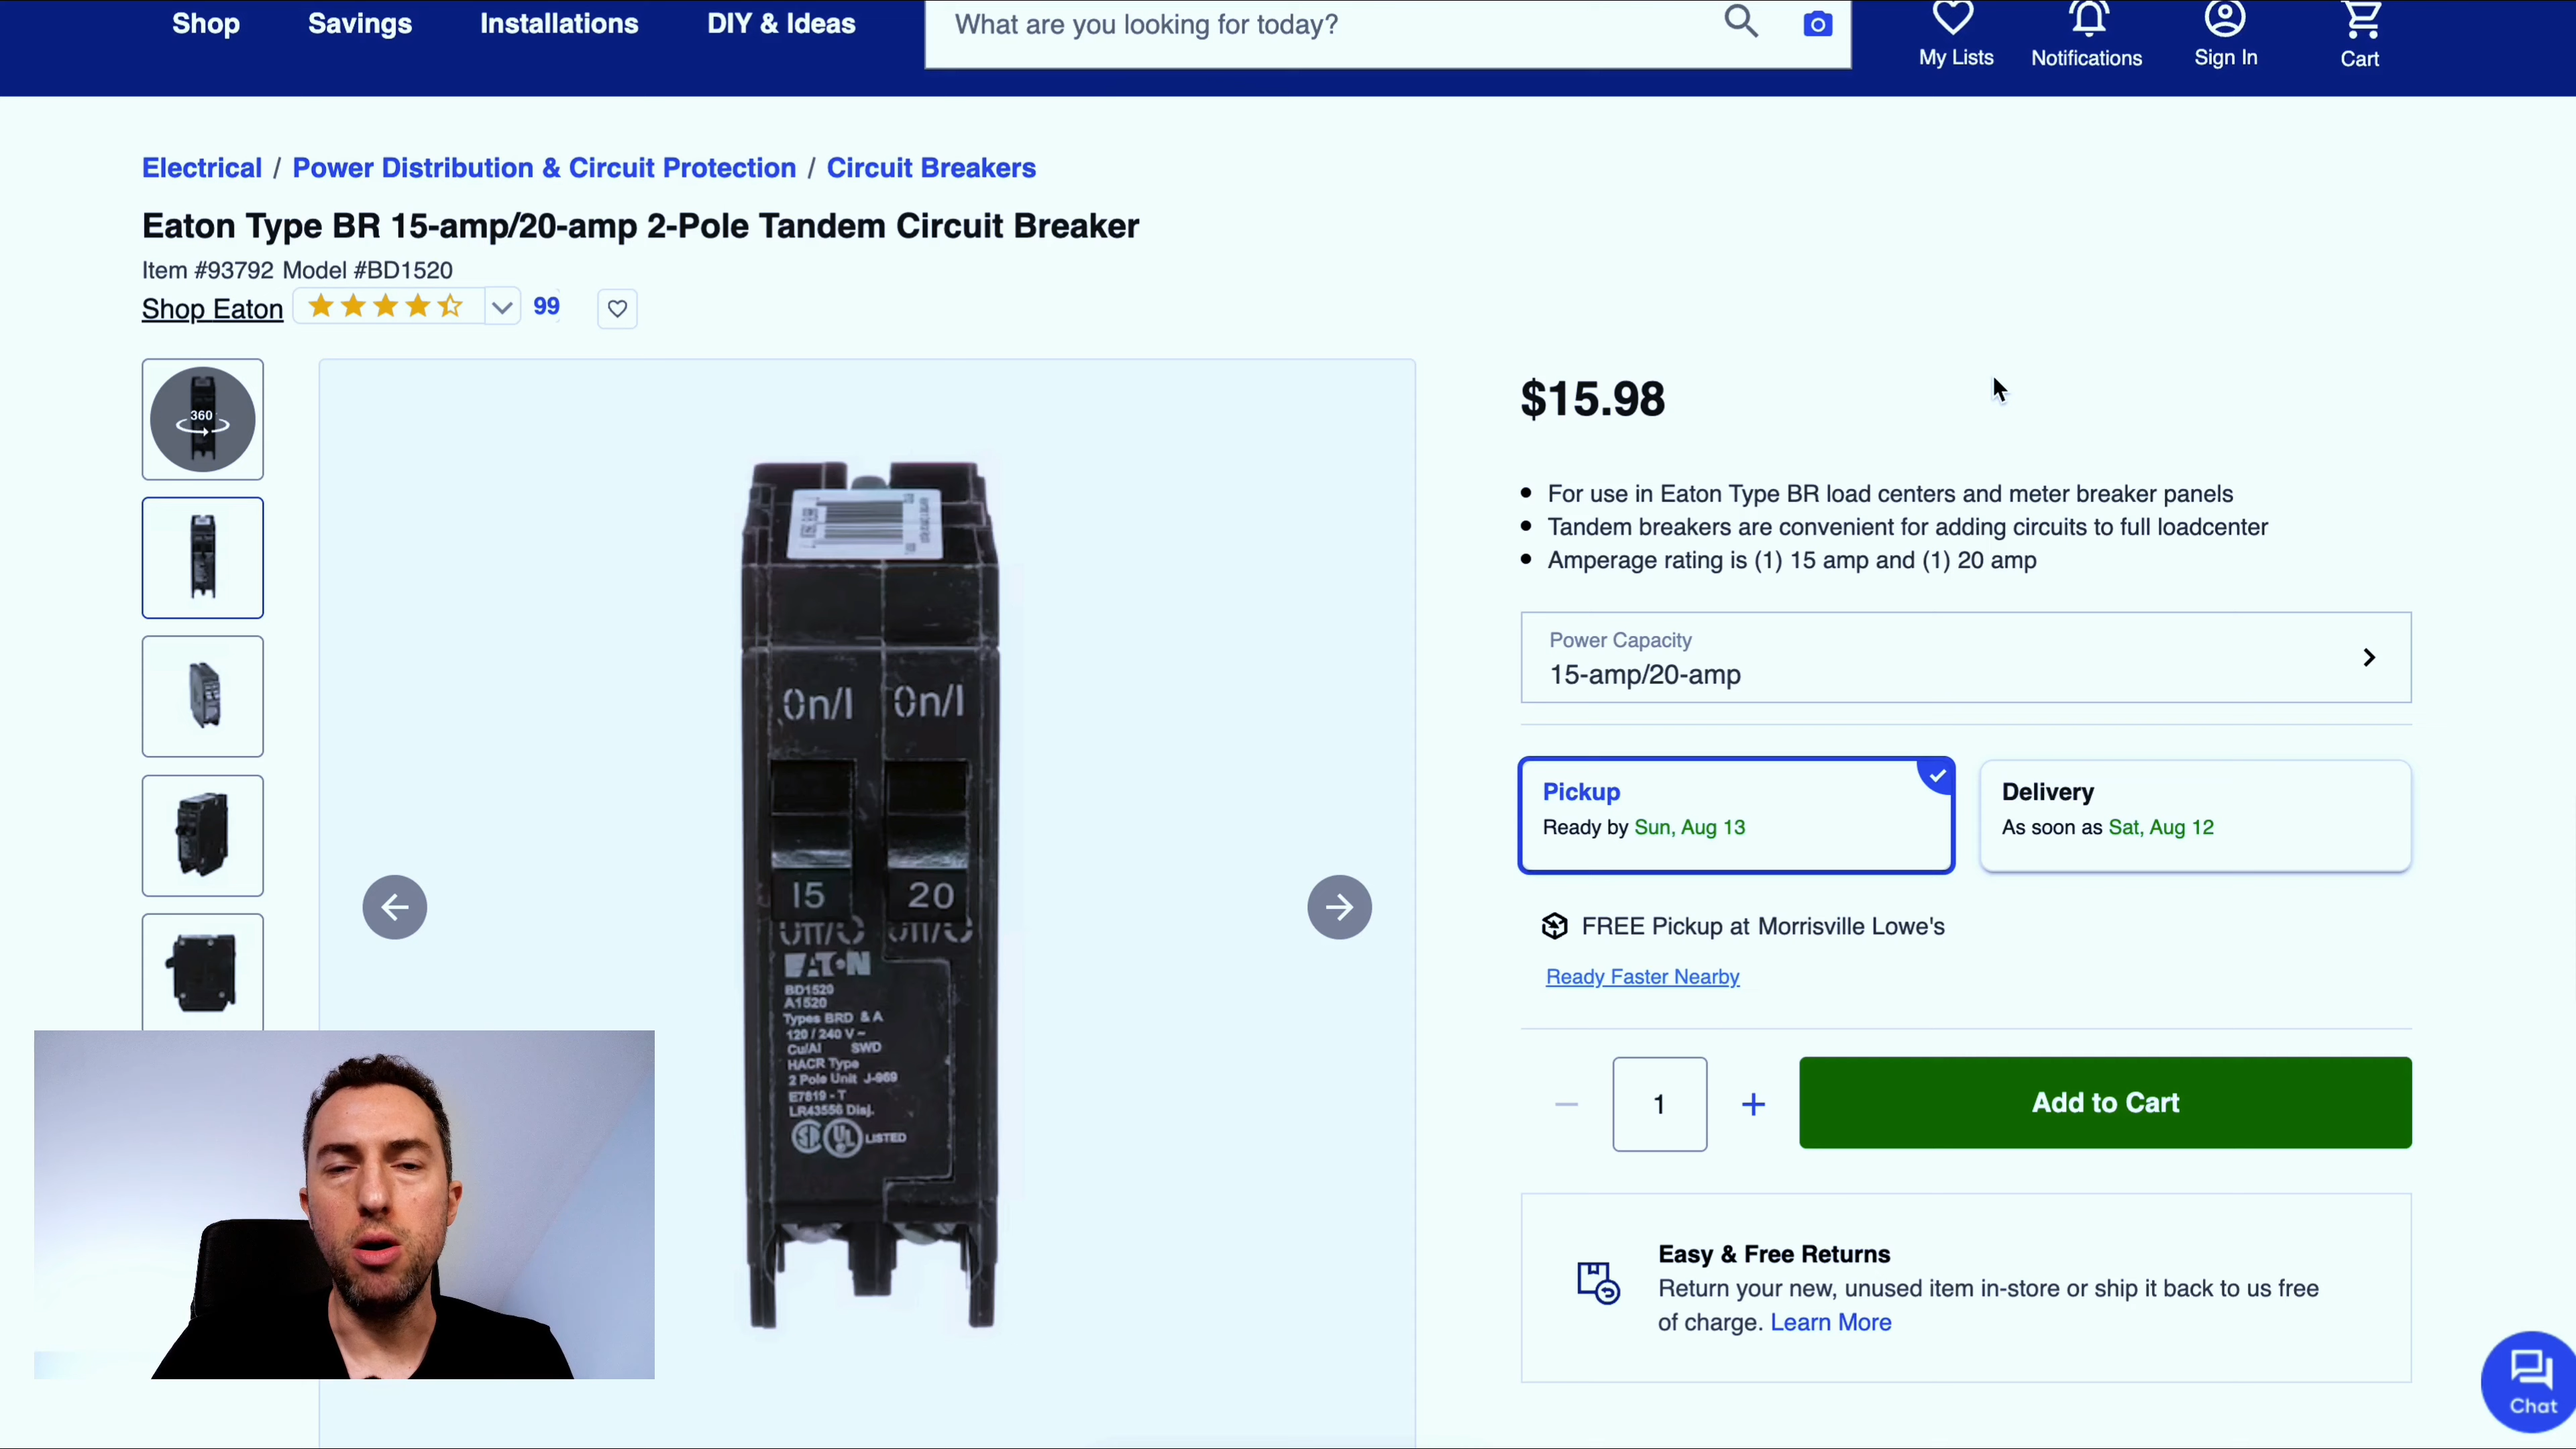 Shop
Savings
Installations
DIY & Ideas
What are you looking for today?
My Lists
Notifications
Sign In
Cart
Electrical / Power Distribution & Circuit Protection / Circuit Breakers
Eaton Type BR 15-amp/20-amp 2-Pole Tandem Circuit Breaker
Item #93792 Model #BD1520
Shop Eaton
99
360
On/I On/I
15 20
Off/O Off/O
EATON
BD1520
A1520
Types BRD & A
120 / 240 V ~
Cu/Al SWD
HACR Type
2 Pole Unit J-969
E7819 - T
LR43556 Disj.
UL LISTED
$15.98
For use in Eaton Type BR load centers and meter breaker panels
Tandem breakers are convenient for adding circuits to full loadcenter
Amperage rating is (1) 15 amp and (1) 20 amp
Power Capacity
15-amp/20-amp
Pickup
Ready by Sun, Aug 13
Delivery
As soon as Sat, Aug 12
FREE Pickup at Morrisville Lowe's
Ready Faster Nearby
1
Add to Cart
Easy & Free Returns
Return your new, unused item in-store or ship it back to us free
of charge. Learn More
Chat